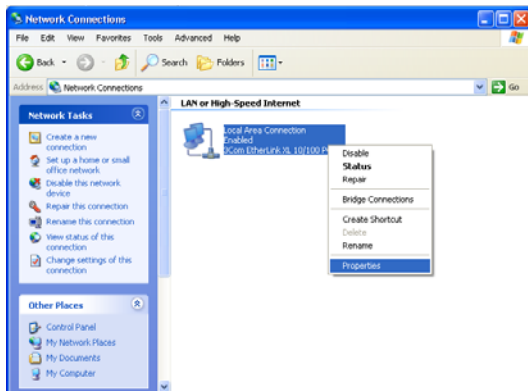 Network Connections
File Edit View Favorites Tools Advanced Help
Back Search Folders
Address Network Connections Go
Network Tasks
Create a new
connection
Set up a home or small
office network
Disable this network
device
Repair this connection
Rename this connection
View status of this
connection
Change settings of this
connection
Other Places
Control Panel
My Network Places
My Documents
My Computer
LAN or High-Speed Internet
Local Area Connection
Enabled
3Com EtherLink XL 10/100 P
Disable
Status
Repair
Bridge Connections
Create Shortcut
Delete
Rename
Properties